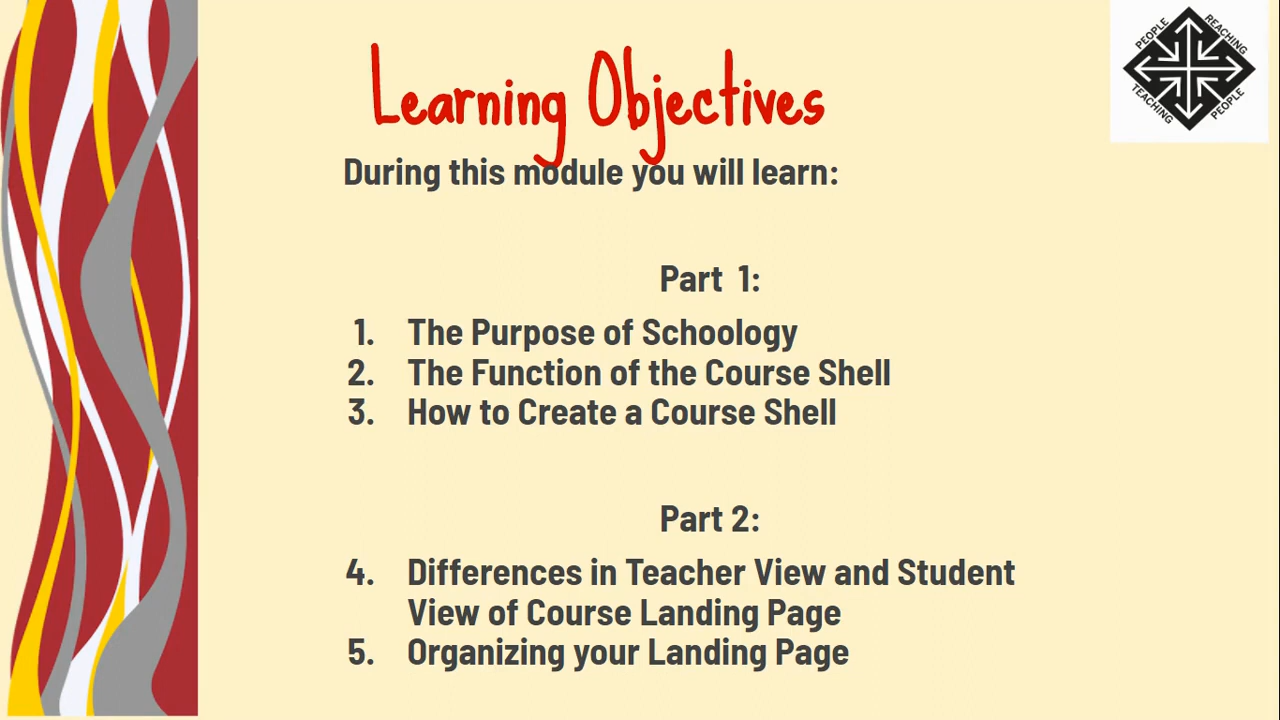 Learning Objectives
During this module you will learn:
Part 1:
1. The Purpose of Schoology
2. The Function of the Course Shell
3. How to Create a Course Shell
Part 2:
4. Differences in Teacher View and Student
View of Course Landing Page
5. Organizing your Landing Page
PEOPLE
REACHING
TEACHING
PEOPLE